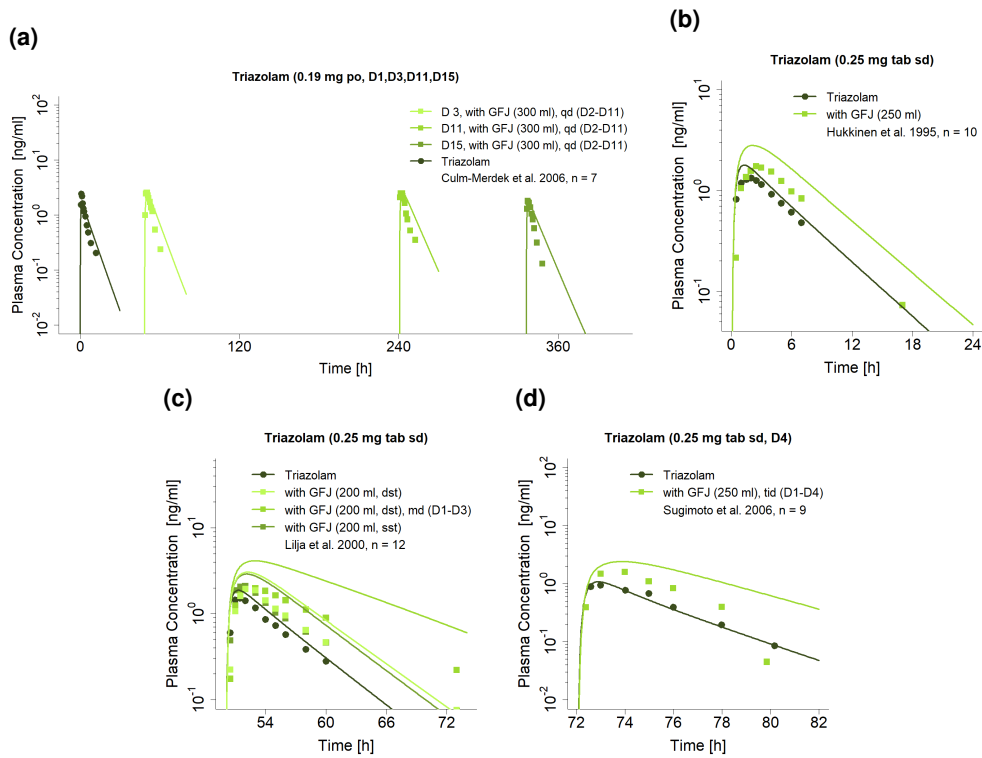 (a)
Triazolam (0.19 mg po, D1,D3,D11,D15)
D 3, with GFJ (300 ml), qd (D2-D11)
D11, with GFJ (300 ml), qd (D2-D11)
D15, with GFJ (300 ml), qd (D2-D11)
Triazolam
Culm-Merdek et al. 2006, n = 7
Plasma Concentration [ng/ml]
10^2
10^1
10^0
10^-1
10^-2
0 120 240 360
Time [h]
(b)
Triazolam (0.25 mg tab sd)
Triazolam
with GFJ (250 ml)
Hukkinen et al. 1995, n = 10
Plasma Concentration [ng/ml]
10^1
10^0
10^-1
0 6 12 18 24
Time [h]
(c)
Triazolam (0.25 mg tab sd)
Triazolam
with GFJ (200 ml, dst)
with GFJ (200 ml, dst), md (D1-D3)
with GFJ (200 ml, sst)
Lilja et al. 2000, n = 12
Plasma Concentration [ng/ml]
10^1
10^0
10^-1
54 60 66 72
Time [h]
(d)
Triazolam (0.25 mg tab sd, D4)
Triazolam
with GFJ (250 ml), tid (D1-D4)
Sugimoto et al. 2006, n = 9
Plasma Concentration [ng/ml]
10^2
10^1
10^0
10^-1
10^-2
72 74 76 78 80 82
Time [h]